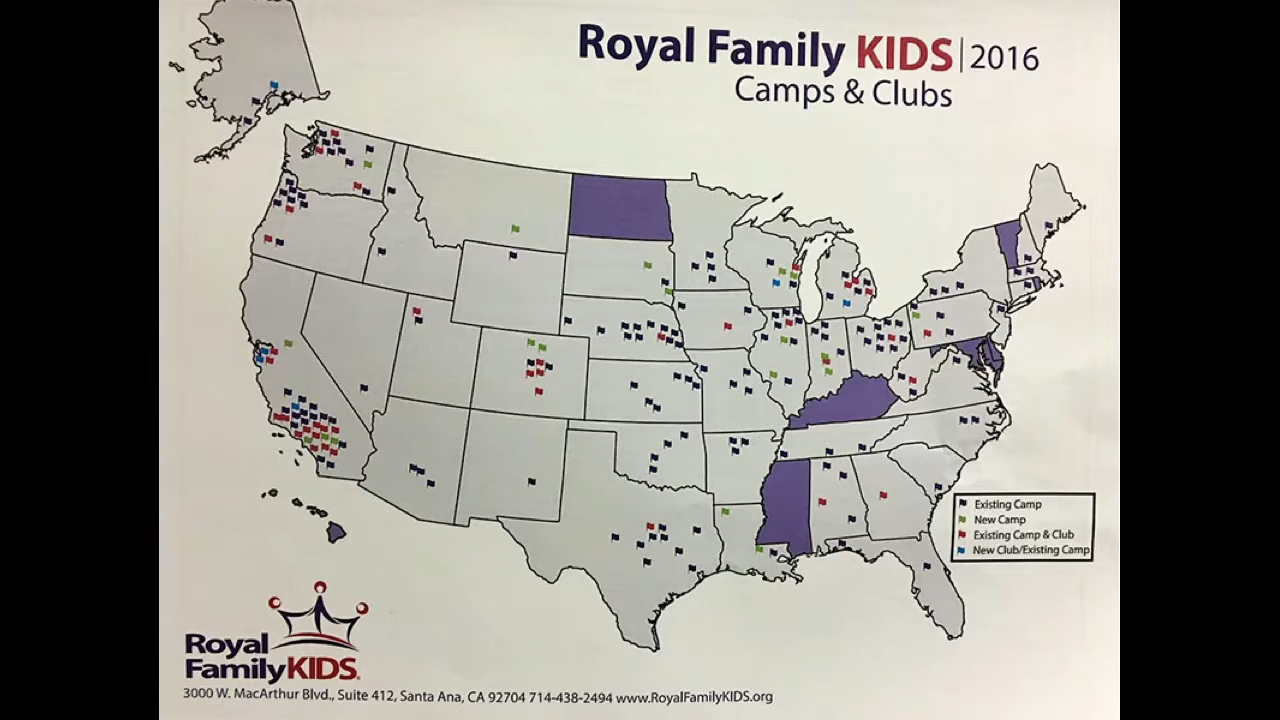 Royal Family KIDS | 2016
Camps & Clubs
Existing Camp
New Camp
Existing Camp & Club
New Club/Existing Camp
Royal
Family KIDS.
3000 W. MacArthur Blvd., Suite 412, Santa Ana, CA 92704 714-438-2494 www.RoyalFamilyKIDS.org